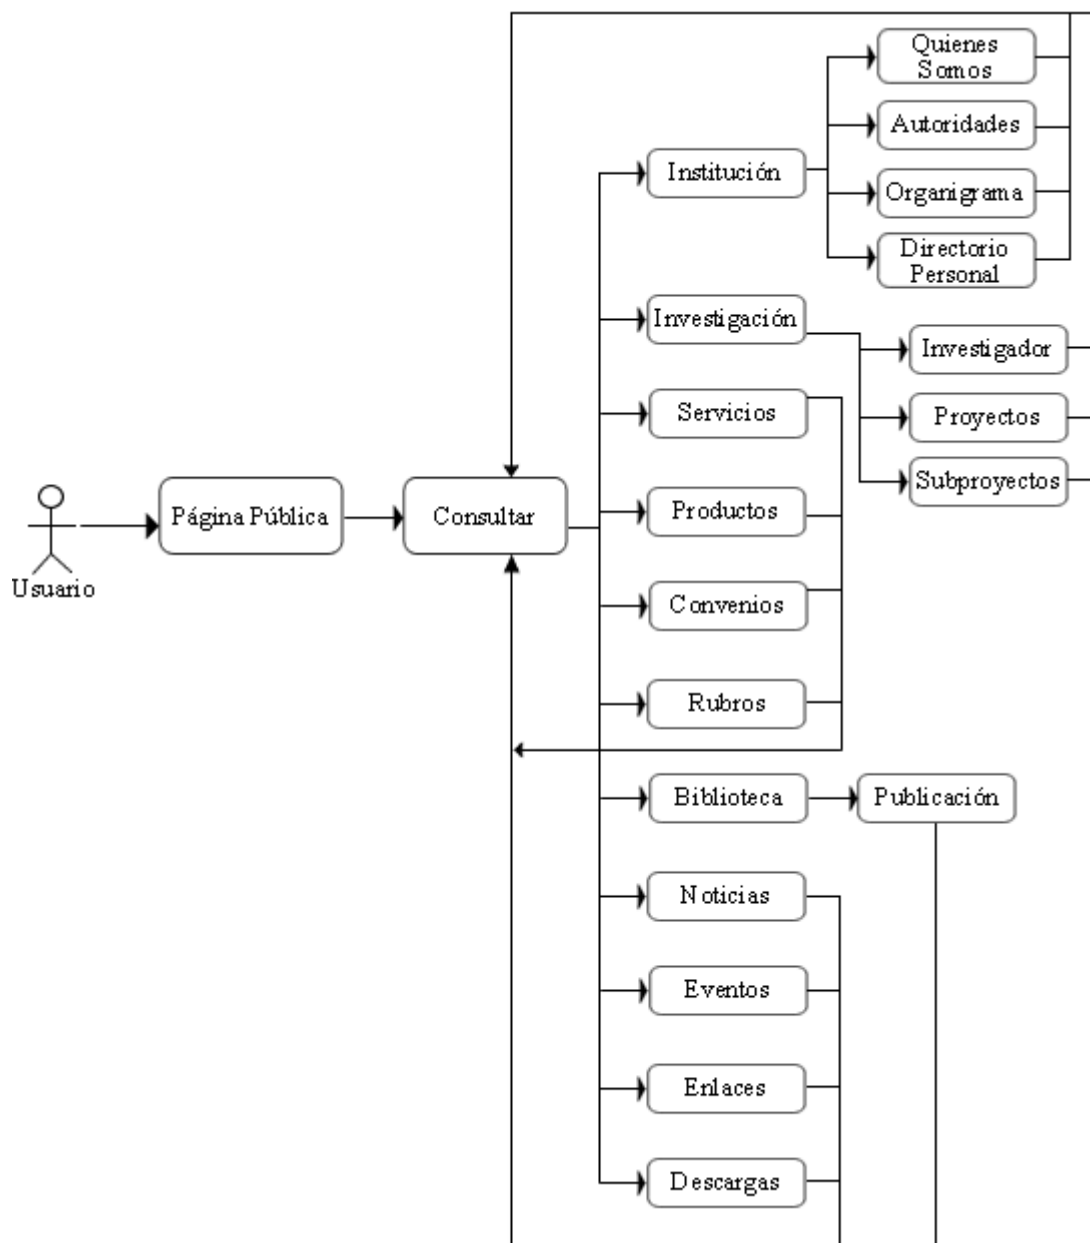 Quienes
Somos
Autoridades
Institución
Organigrama
Directorio
Personal
Investigación
Investigador
Servicios
Proyectos
Subproyectos
Página Pública
Consultar
Productos
Usuario
Convenios
Rubros
Biblioteca
Publicación
Noticias
Eventos
Enlaces
Descargas